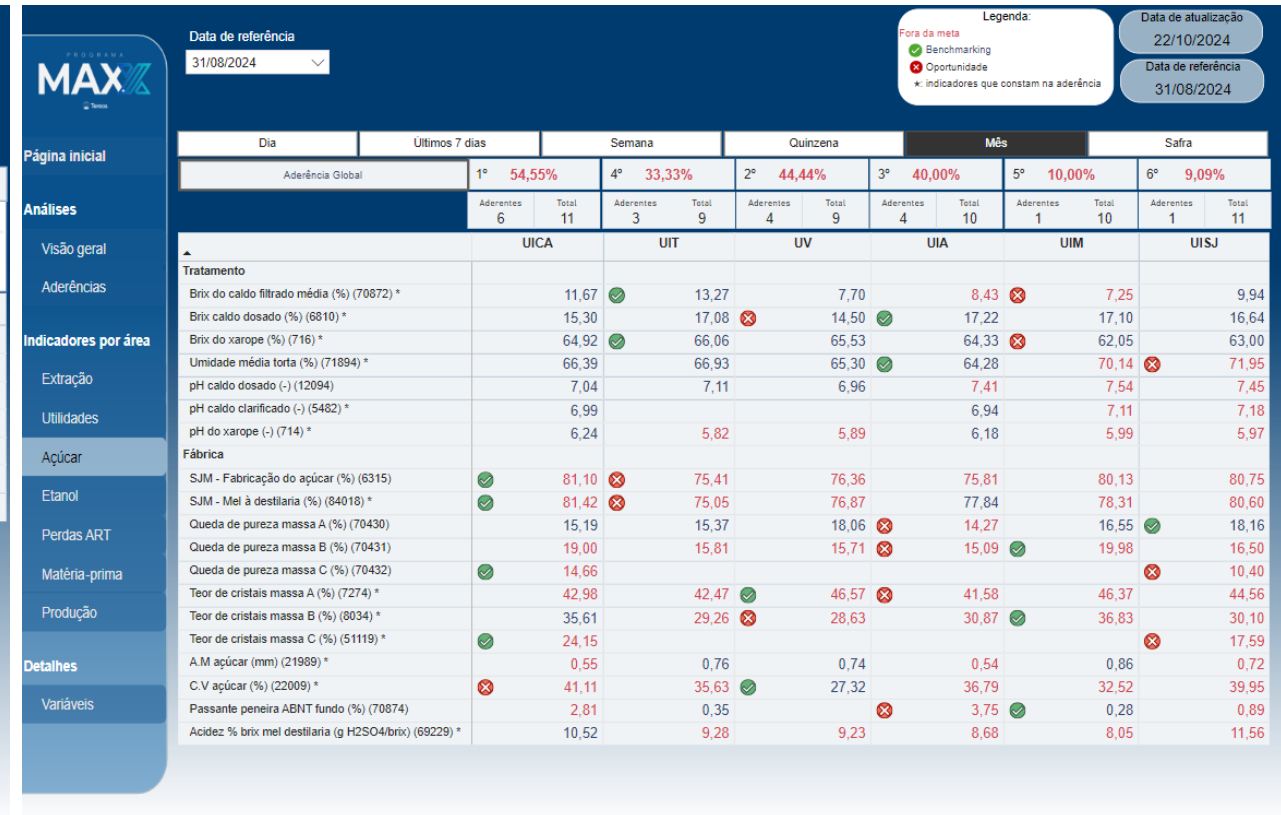 Data de referência
31/08/2024
Legenda:
Fora da meta
Benchmarking
Oportunidade
*: indicadores que constam na aderência
Data de atualização
22/10/2024
Data de referência
31/08/2024
PROGRAMA
MAX
Tereos
Página inicial
Análises
Visão geral
Aderências
Indicadores por área
Extração
Utilidades
Açúcar
Etanol
Perdas ART
Matéria-prima
Produção
Detalhes
Variáveis
Dia Últimos 7 dias Semana Quinzena Mês Safra
Aderência Global 1º 54,55% 4º 33,33% 2º 44,44% 3º 40,00% 5º 10,00% 6º 9,09%
Aderentes Total Aderentes Total Aderentes Total Aderentes Total Aderentes Total Aderentes Total
6 11 3 9 4 9 4 10 1 10 1 11
UICA UIT UV UIA UIM UISJ
Tratamento
Brix do caldo filtrado média (%) (70872) * 11,67 13,27 7,70 8,43 7,25 9,94
Brix caldo dosado (%) (6810) * 15,30 17,08 14,50 17,22 17,10 16,64
Brix do xarope (%) (716) * 64,92 66,06 65,53 64,33 62,05 63,00
Umidade média torta (%) (71894) * 66,39 66,93 65,30 64,28 70,14 71,95
pH caldo dosado (-) (12094) 7,04 7,11 6,96 7,41 7,54 7,45
pH caldo clarificado (-) (5482) * 6,99 6,94 7,11 7,18
pH do xarope (-) (714) * 6,24 5,82 5,89 6,18 5,99 5,97
Fábrica
SJM - Fabricação do açúcar (%) (6315) 81,10 75,41 76,36 75,81 80,13 80,75
SJM - Mel à destilaria (%) (84018) * 81,42 75,05 76,87 77,84 78,31 80,60
Queda de pureza massa A (%) (70430) 15,19 15,37 18,06 14,27 16,55 18,16
Queda de pureza massa B (%) (70431) 19,00 15,81 15,71 15,09 19,98 16,50
Queda de pureza massa C (%) (70432) 14,66 10,40
Teor de cristais massa A (%) (7274) * 42,98 42,47 46,57 41,58 46,37 44,56
Teor de cristais massa B (%) (8034) * 35,61 29,26 28,63 30,87 36,83 30,10
Teor de cristais massa C (%) (51119) * 24,15 17,59
A.M açúcar (mm) (21989) * 0,55 0,76 0,74 0,54 0,86 0,72
C.V açúcar (%) (22009) * 41,11 35,63 27,32 36,79 32,52 39,95
Passante peneira ABNT fundo (%) (70874) 2,81 0,35 3,75 0,28 0,89
Acidez % brix mel destilaria (g H2SO4/brix) (69229) * 10,52 9,28 9,23 8,68 8,05 11,56